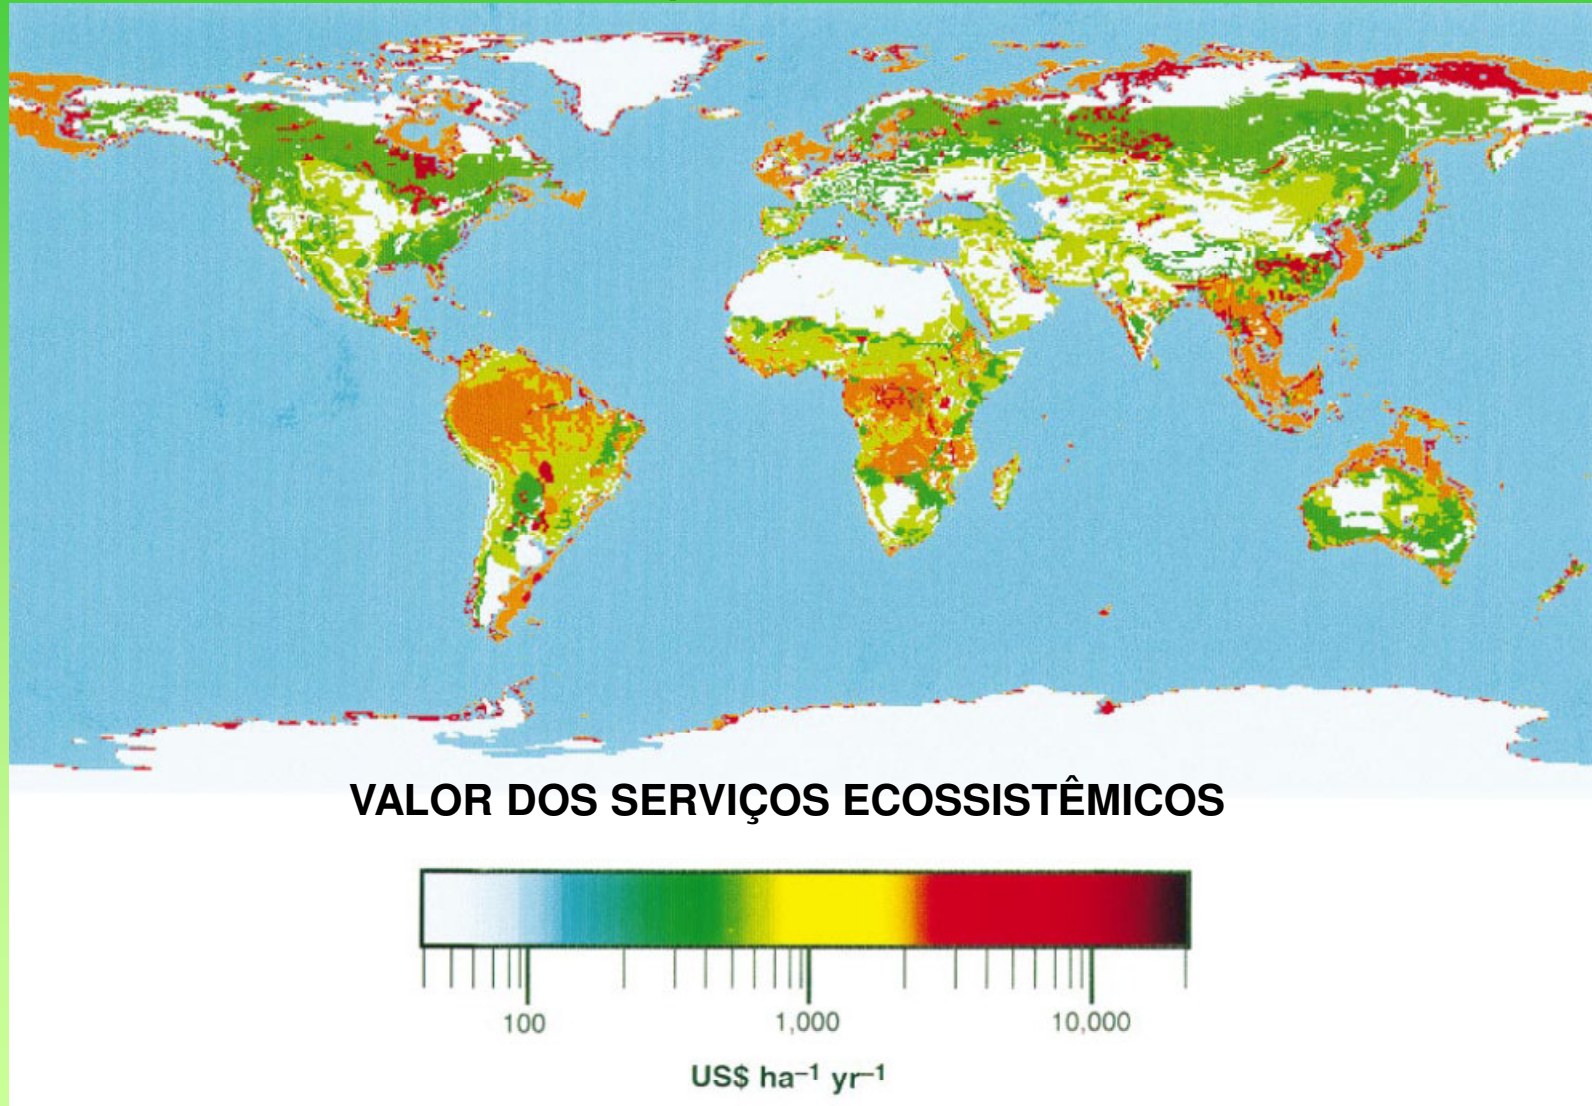 VALOR DOS SERVIÇOS ECOSSISTÊMICOS
100 1,000 10,000
US$ ha⁻¹ yr⁻¹